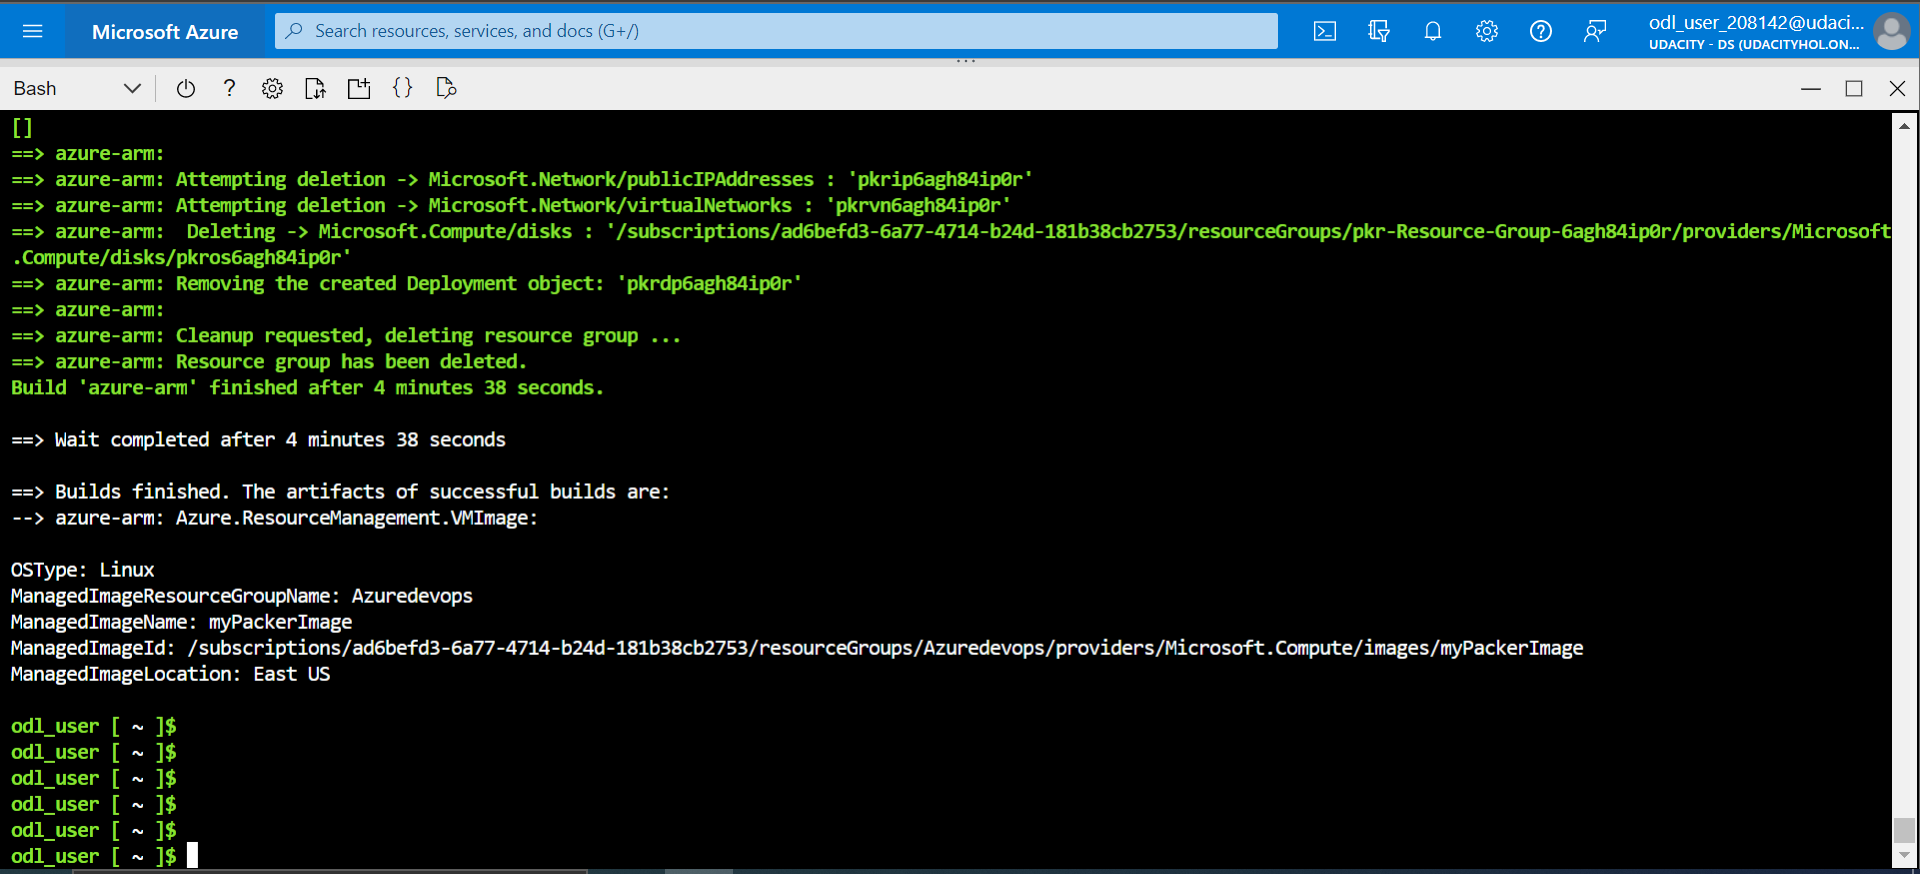 Microsoft Azure
Search resources, services, and docs (G+/)
odl_user_208142@udaci...
UDACITY - DS (UDACITYHOL.ON...
Bash
[]
==> azure-arm:
==> azure-arm: Attempting deletion -> Microsoft.Network/publicIPAddresses : 'pkrip6agh84ip0r'
==> azure-arm: Attempting deletion -> Microsoft.Network/virtualNetworks : 'pkrvn6agh84ip0r'
==> azure-arm:  Deleting -> Microsoft.Compute/disks : '/subscriptions/ad6befd3-6a77-4714-b24d-181b38cb2753/resourceGroups/pkr-Resource-Group-6agh84ip0r/providers/Microsoft
.Compute/disks/pkros6agh84ip0r'
==> azure-arm: Removing the created Deployment object: 'pkrdp6agh84ip0r'
==> azure-arm:
==> azure-arm: Cleanup requested, deleting resource group ...
==> azure-arm: Resource group has been deleted.
Build 'azure-arm' finished after 4 minutes 38 seconds.
==> Wait completed after 4 minutes 38 seconds
==> Builds finished. The artifacts of successful builds are:
--> azure-arm: Azure.ResourceManagement.VMImage:
OSType: Linux
ManagedImageResourceGroupName: Azuredevops
ManagedImageName: myPackerImage
ManagedImageId: /subscriptions/ad6befd3-6a77-4714-b24d-181b38cb2753/resourceGroups/Azuredevops/providers/Microsoft.Compute/images/myPackerImage
ManagedImageLocation: East US
odl_user [ ~ ]$
odl_user [ ~ ]$
odl_user [ ~ ]$
odl_user [ ~ ]$
odl_user [ ~ ]$
odl_user [ ~ ]$